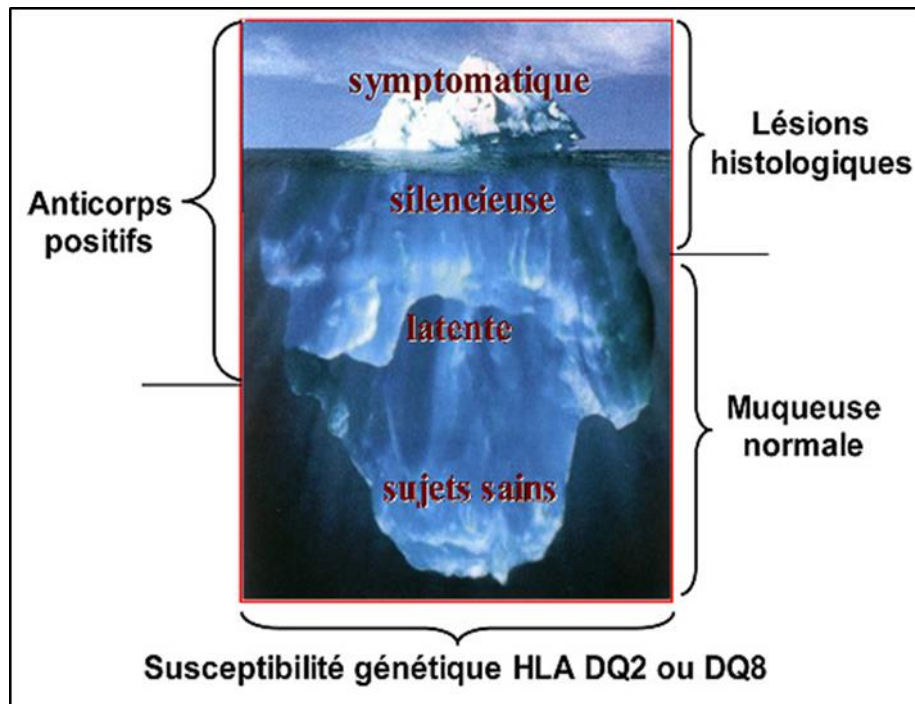 symptomatique
Lésions
histologiques
Anticorps
positifs
silencieuse
latente
Muqueuse
normale
sujets sains
Susceptibilité génétique HLA DQ2 ou DQ8